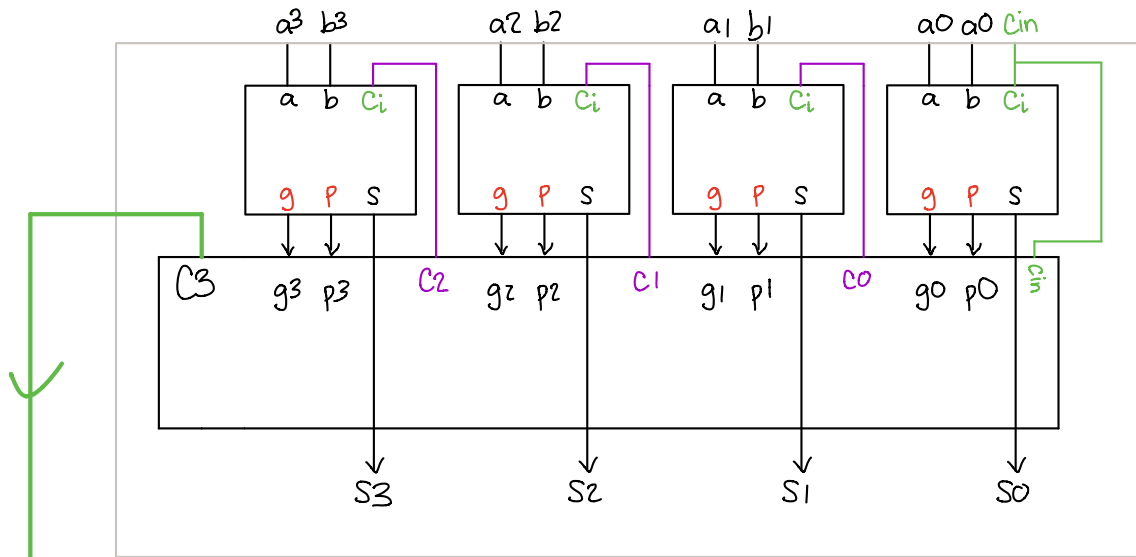 a3 b3 a2 b2 a1 b1 a0 a0 Cin
a b Ci a b Ci a b Ci a b Ci
g p s g p s g p s g p s
C3 g3 p3 C2 g2 p2 C1 g1 p1 C0 g0 p0 Cin
S3 S2 S1 S0